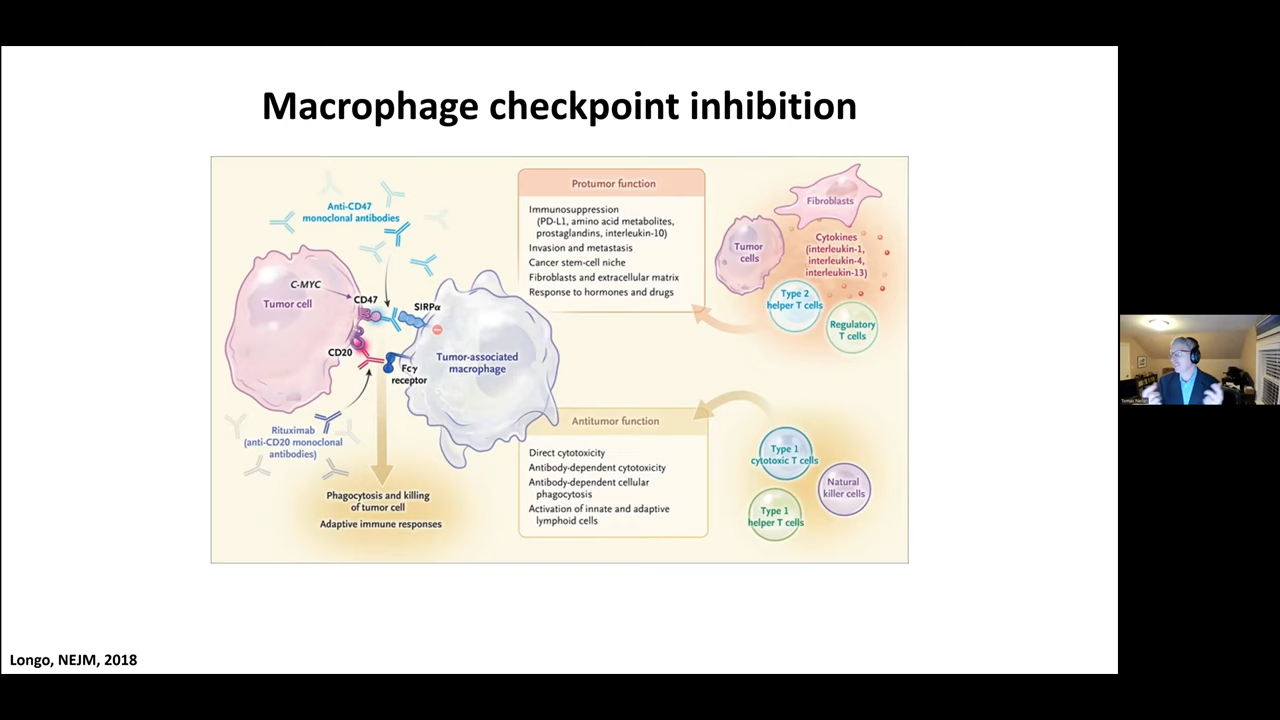 Macrophage checkpoint inhibition
Anti-CD47
monoclonal antibodies
C-MYC
Tumor cell
CD47
SIRPα
CD20
Fcγ
receptor
Tumor-associated
macrophage
Rituximab
(anti-CD20 monoclonal
antibodies)
Phagocytosis and killing
of tumor cell
Adaptive immune responses
Protumor function
Immunosuppression
(PD-L1, amino acid metabolites,
prostaglandins, interleukin-10)
Invasion and metastasis
Cancer stem-cell niche
Fibroblasts and extracellular matrix
Response to hormones and drugs
Fibroblasts
Tumor
cells
Cytokines
(interleukin-1,
interleukin-4,
interleukin-13)
Type 2
helper T cells
Regulatory
T cells
Antitumor function
Direct cytotoxicity
Antibody-dependent cytotoxicity
Antibody-dependent cellular
phagocytosis
Activation of innate and adaptive
lymphoid cells
Type 1
cytotoxic T cells
Natural
killer cells
Type 1
helper T cells
Longo, NEJM, 2018